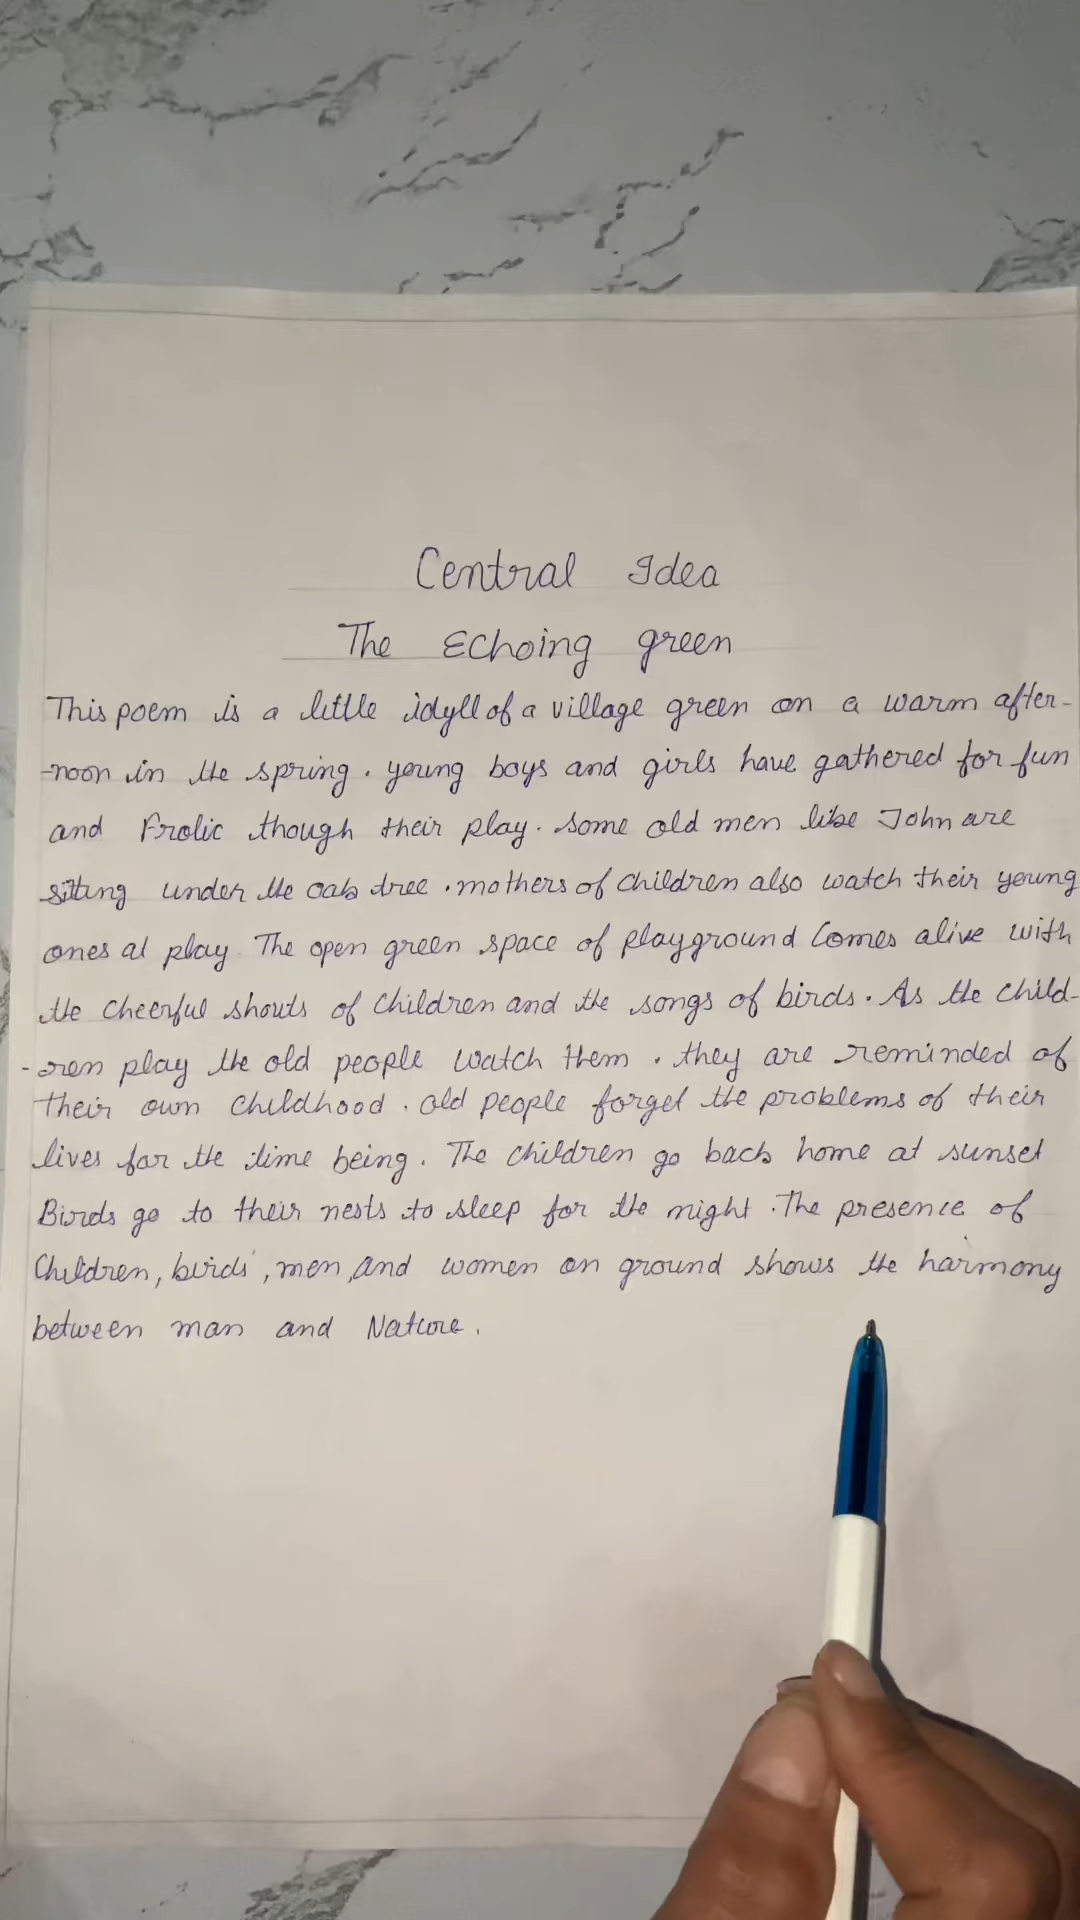 Central Idea
The Echoing green
This poem is a little idyll of a village green on a warm after-
-noon in the spring. young boys and girls have gathered for fun
and Frolic though their play. some old men like John are
sitting under the oak tree. mothers of children also watch their young
ones at play. The open green space of playground Comes alive with
the cheerful shouts of children and the songs of birds. As the child-
-ren play the old people watch them. they are reminded of
their own childhood. old people forget the problems of their
lives for the time being. The children go back home at sunset
Birds go to their nests to sleep for the night. The presence of
Children, birds, men, and women on ground shows the harmony
between man and Nature.